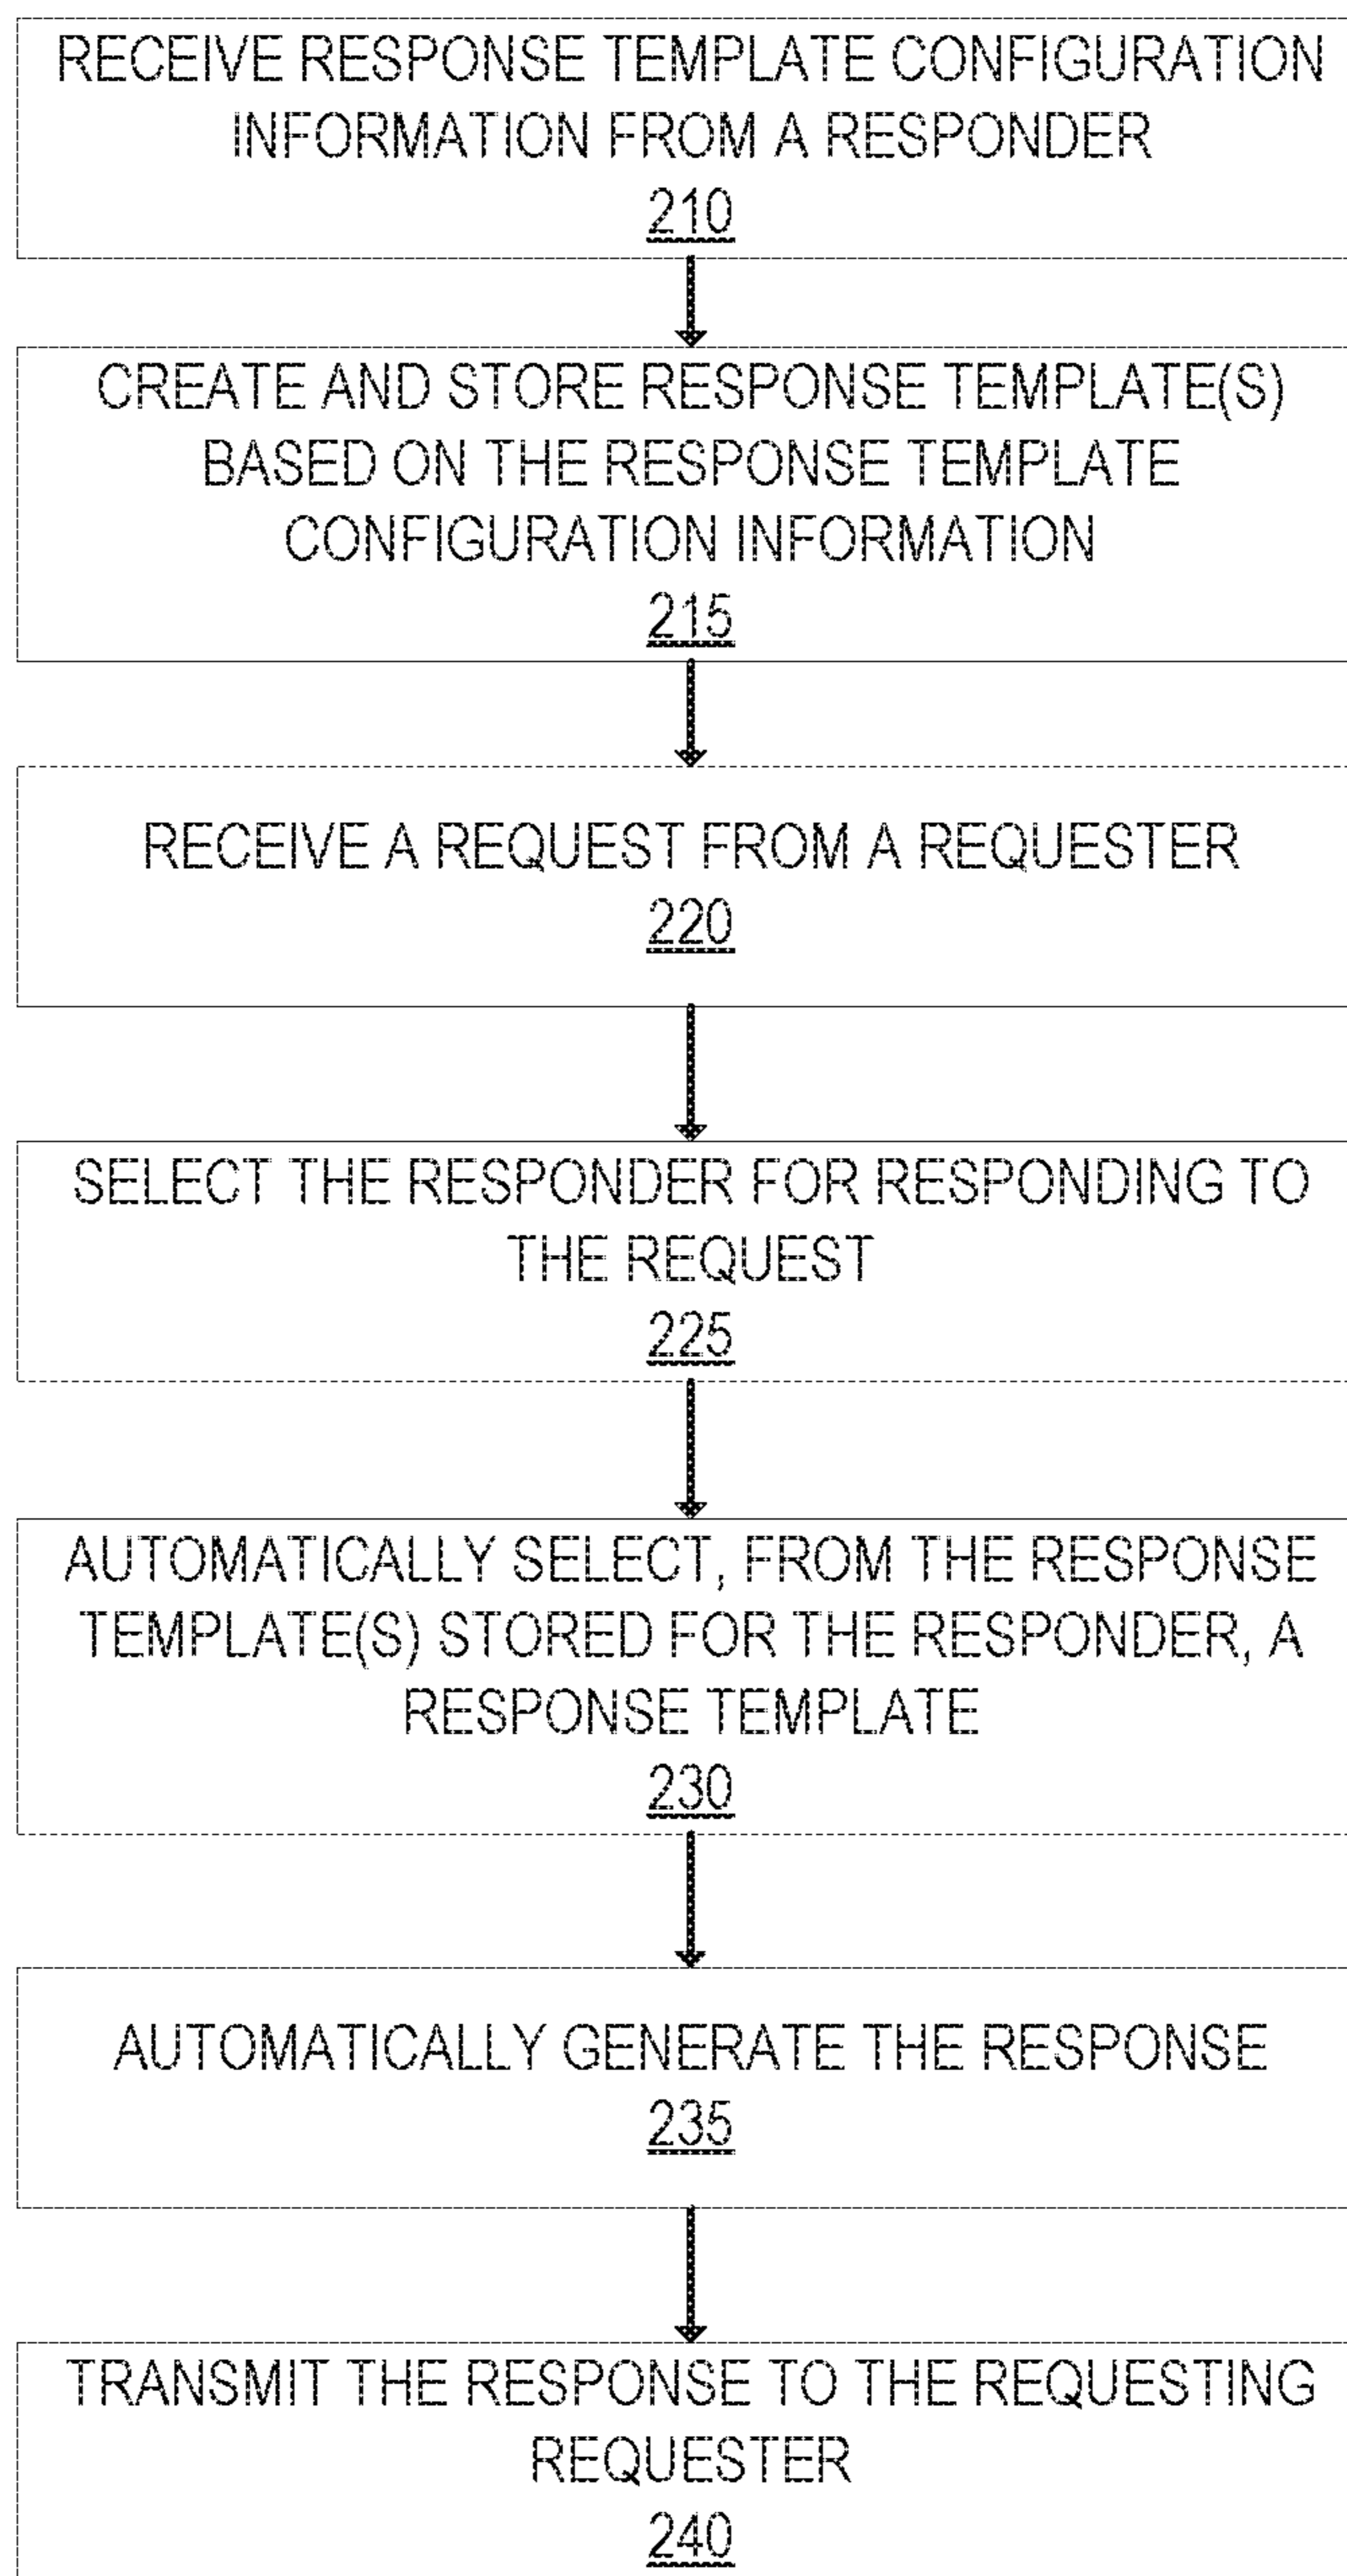 RECEIVE RESPONSE TEMPLATE CONFIGURATION
INFORMATION FROM A RESPONDER
210
CREATE AND STORE RESPONSE TEMPLATE(S)
BASED ON THE RESPONSE TEMPLATE
CONFIGURATION INFORMATION
215
RECEIVE A REQUEST FROM A REQUESTER
220
SELECT THE RESPONDER FOR RESPONDING TO
THE REQUEST
225
AUTOMATICALLY SELECT, FROM THE RESPONSE
TEMPLATE(S) STORED FOR THE RESPONDER, A
RESPONSE TEMPLATE
230
AUTOMATICALLY GENERATE THE RESPONSE
235
TRANSMIT THE RESPONSE TO THE REQUESTING
REQUESTER
240